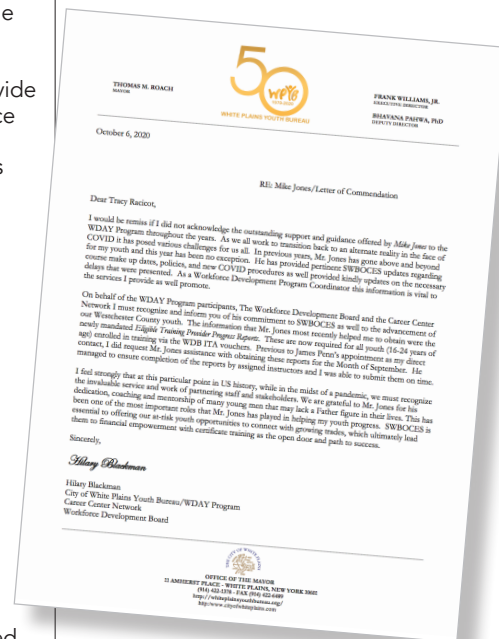 e
vide
ce
s
ed
THOMAS M. ROACH
MAYOR
50
WPYB
WHITE PLAINS YOUTH BUREAU
FRANK WILLIAMS, JR.
EXECUTIVE DIRECTOR
BHAVANA PAHWA, PhD
DEPUTY DIRECTOR
October 6, 2020
RE: Mike Jones/Letter of Commendation
Dear Tracy Racicot,
I would be remiss if I did not acknowledge the outstanding support and guidance offered by Mike Jones to the
WDAY Program throughout the years. As we all work to transition back to an alternate reality in the face of
COVID it has posed various challenges for us all. In previous years, Mr. Jones has gone above and beyond
for my youth and this year has been no exception. He has provided pertinent SWBOCES updates regarding
course make up dates, policies, and new COVID procedures as well provided kindly updates on the necessary
delays that were presented. As a Workforce Development Program Coordinator this information is vital to
the services I provide as well promote.
On behalf of the WDAY Program participants, The Workforce Development Board and the Career Center
Network I must recognize and inform you of his commitment to SWBOCES as well to the advancement of
our Westchester County youth. The information that Mr. Jones most recently helped me to obtain were the
newly mandated Eligible Training Provider Progress Reports. These are now required for all youth (16-24 years of
age) enrolled in training via the WDB ITA vouchers. Previous to James Penn's appointment as my direct
contact, I did request Mr. Jones assistance with obtaining these reports for the Month of September. He
managed to ensure completion of the reports by assigned instructors and I was able to submit them on time.
I feel strongly that at this particular point in US history, while in the midst of a pandemic, we must recognize
the invaluable service and work of partnering staff and stakeholders. We are grateful to Mr. Jones for his
dedication, coaching and mentorship of many young men that may lack a Father figure in their lives. This has
been one of the most important roles that Mr. Jones has played in helping my youth progress. SWBOCES is
essential to offering our at-risk youth opportunities to connect with growing trades, which ultimately lead
them to financial empowerment with certificate training as the open door and path to success.
Sincerely,
Hilary Blackman
Hilary Blackman
City of White Plains Youth Bureau/WDAY Program
Career Center Network
Workforce Development Board
OFFICE OF THE MAYOR
11 AMHERST PLACE - WHITE PLAINS, NEW YORK 10601
(914) 422-1378 - FAX (914) 422-6489
http://whiteplainsyouthbureau.org/
http://www.cityofwhiteplains.com